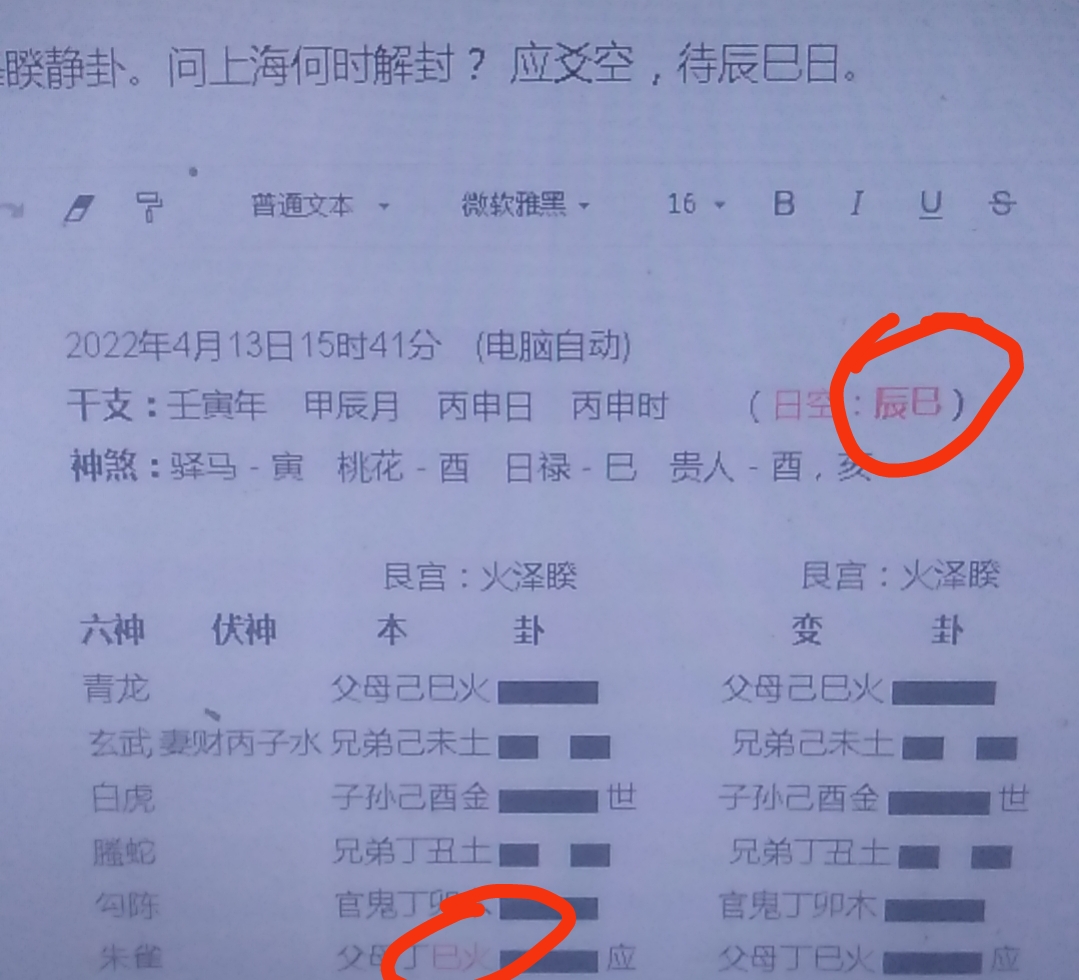 睽静卦。问上海何时解封？ 应爻空，待辰巳日。
普通文本 微软雅黑 16 B I U S
2022年4月13日15时41分 (电脑自动)
干支：壬寅年 甲辰月 丙申日 丙申时 （日空：辰巳）
神煞：驿马-寅 桃花-酉 日禄-巳 贵人-酉，亥
艮宫：火泽睽 艮宫：火泽睽
六神 伏神 本 卦 变 卦
青龙 父母己巳火 父母己巳火
玄武 妻财丙子水 兄弟己未土 兄弟己未土
白虎 子孙己酉金 世 子孙己酉金 世
螣蛇 兄弟丁丑土 兄弟丁丑土
勾陈 官鬼丁卯 官鬼丁卯木
朱雀 父母丁巳火 应 父母丁巳火 应